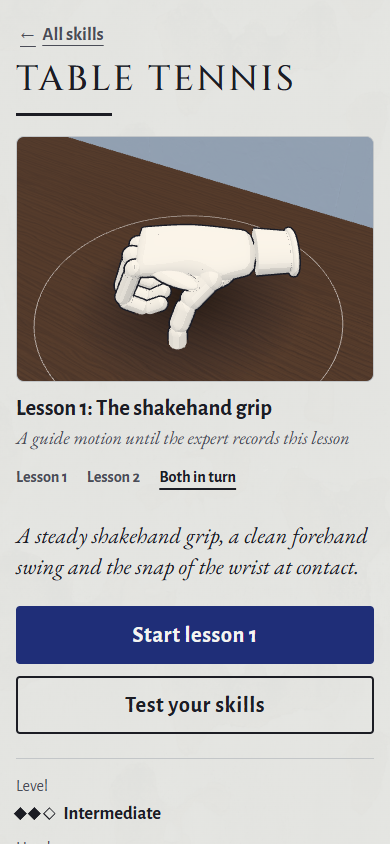 ← All skills
TABLE TENNIS
Lesson 1: The shakehand grip
A guide motion until the expert records this lesson
Lesson 1 Lesson 2 Both in turn
A steady shakehand grip, a clean forehand
swing and the snap of the wrist at contact.
Start lesson 1
Test your skills
Level
Intermediate